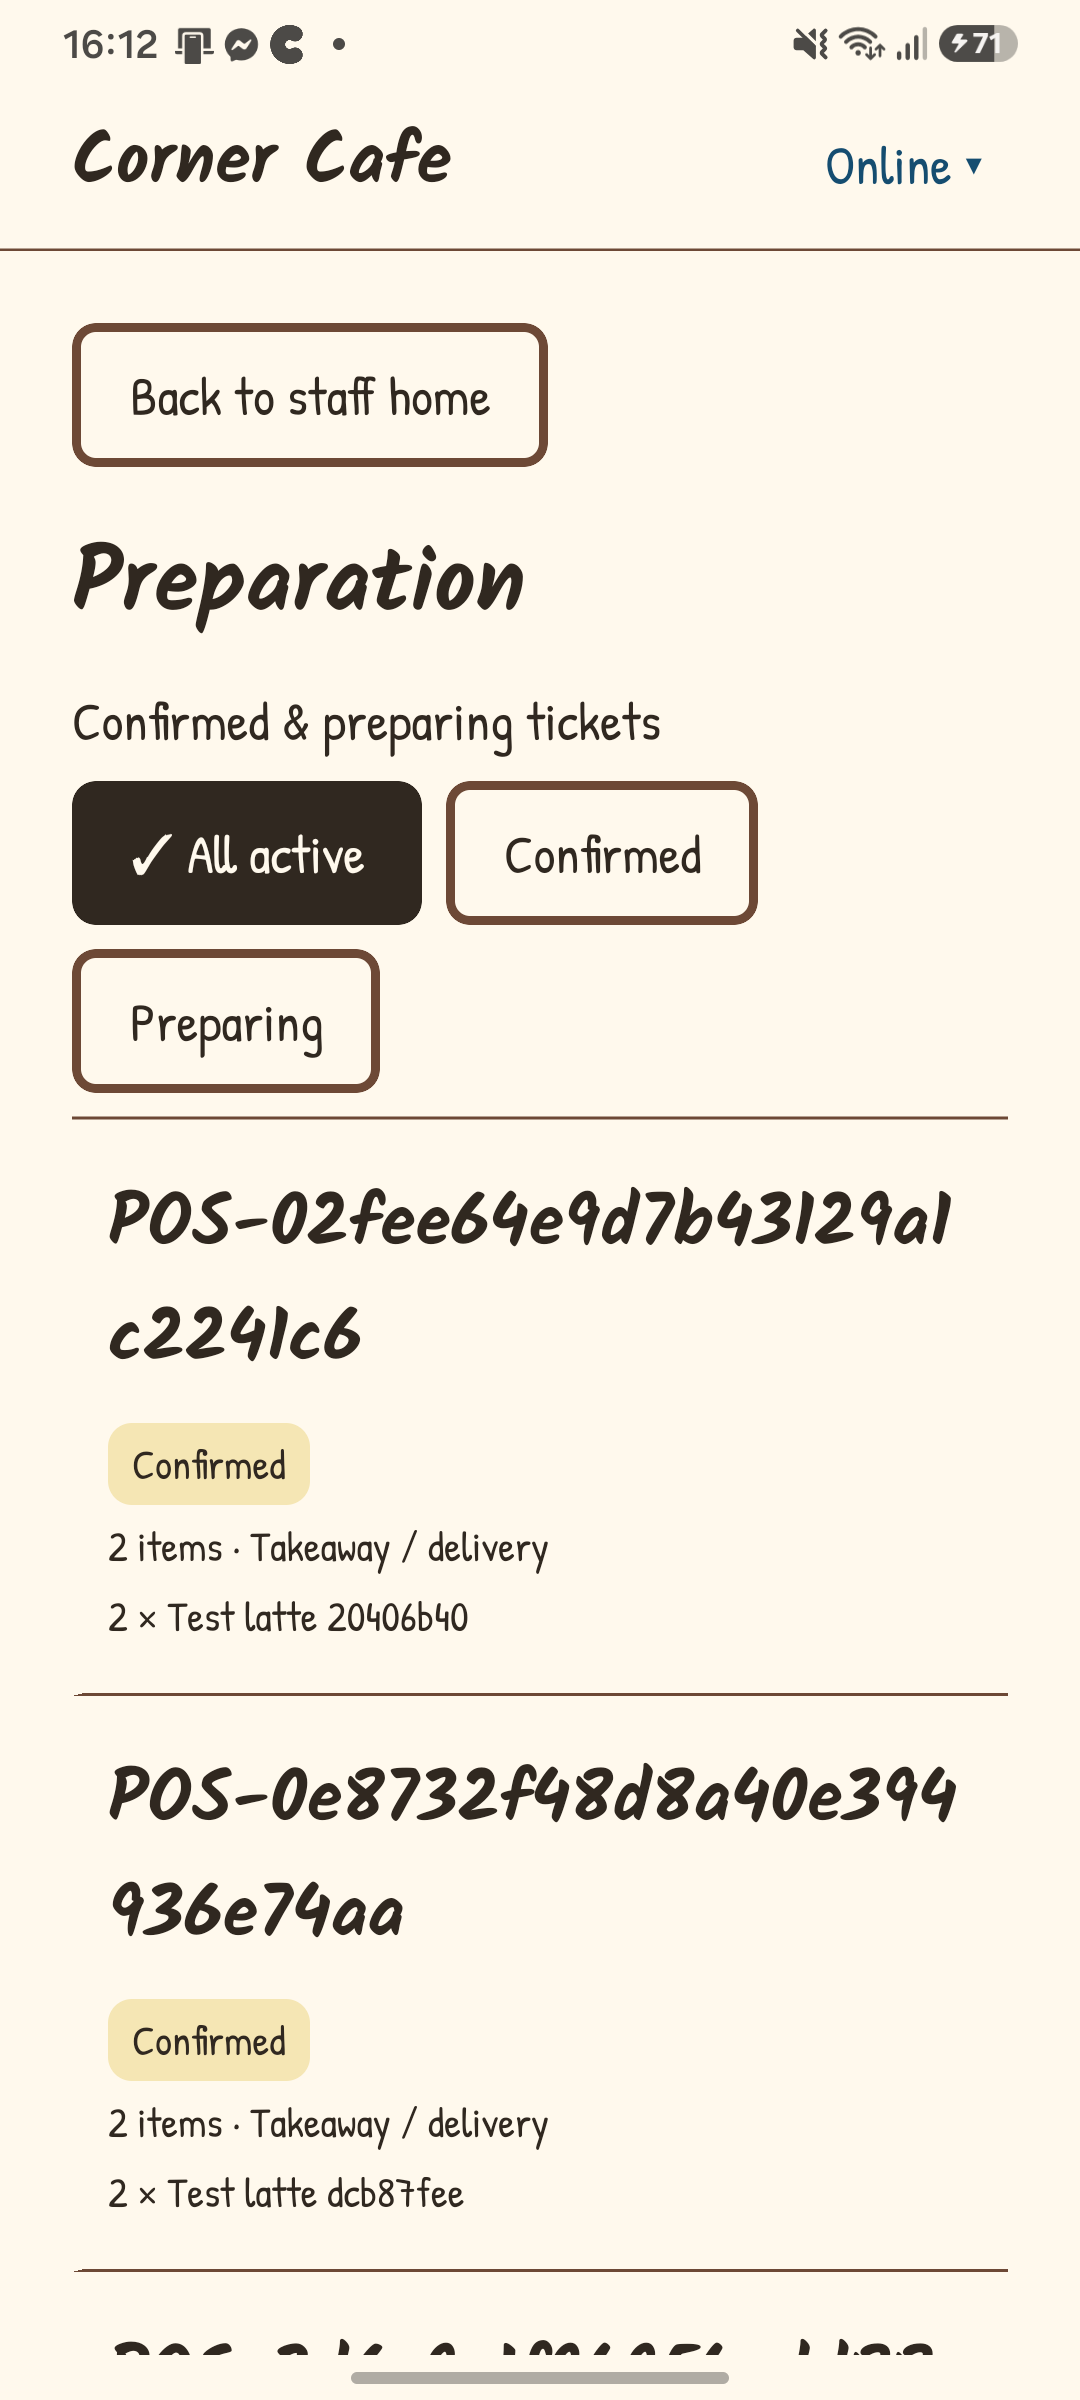 16:12
71
Corner Cafe
Online ▼
Back to staff home
Preparation
Confirmed & preparing tickets
✓ All active
Confirmed
Preparing
POS-02fee64e9d7b43129a1
c2241c6
Confirmed
2 items · Takeaway / delivery
2 × Test latte 20406b40
POS-0e8732f48d8a40e394
936e74aa
Confirmed
2 items · Takeaway / delivery
2 × Test latte dcb87fee